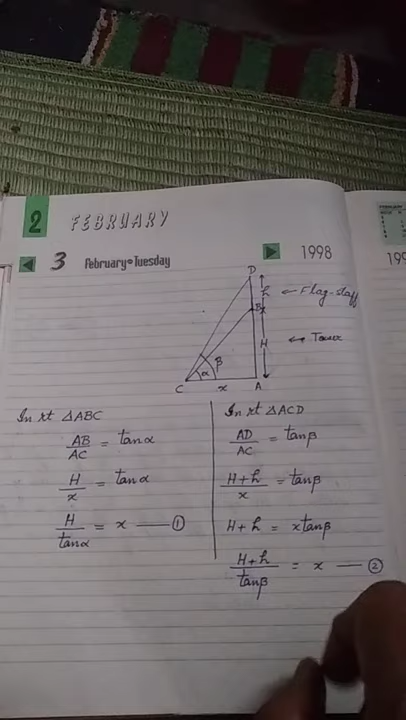 2 FEBRUARY
3 February•Tuesday 1998
D
h ← Flag-staff
B
H ← Tower
β
α
C x A
In rt △ABC
AB/AC = tanα
H/x = tanα
H/tanα = x —— ①
In rt △ACD
AD/AC = tanβ
H+h/x = tanβ
H+h = xtanβ
H+h/tanβ = x —— ②